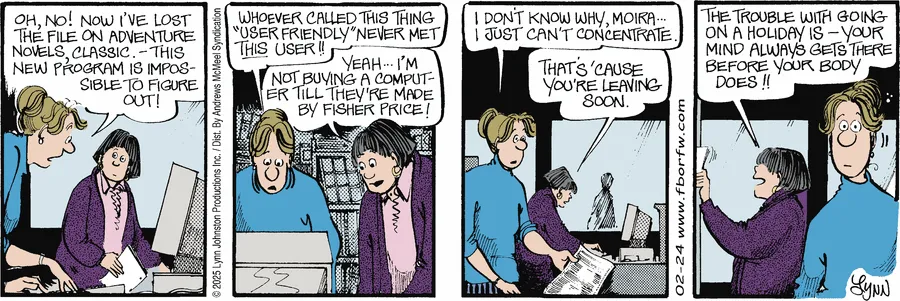 OH, NO! NOW I'VE LOST
THE FILE ON ADVENTURE
NOVELS, CLASSIC. - THIS
NEW PROGRAM IS IMPOS-
SIBLE TO FIGURE
OUT!
© 2025 Lynn Johnston Productions Inc. / Dist. By Andrews McMeel Syndication
WHOEVER CALLED THIS THING
"USER FRIENDLY" NEVER MET
THIS USER!!
YEAH... I'M
NOT BUYING A COMPUT-
ER TILL THEY'RE MADE
BY FISHER PRICE!
I DON'T KNOW WHY, MOIRA...
I JUST CAN'T CONCENTRATE.
THAT'S 'CAUSE
YOU'RE LEAVING
SOON.
02-24 www.fborfw.com
THE TROUBLE WITH GOING
ON A HOLIDAY IS - YOUR
MIND ALWAYS GETS THERE
BEFORE YOUR BODY
DOES!!
LYNN